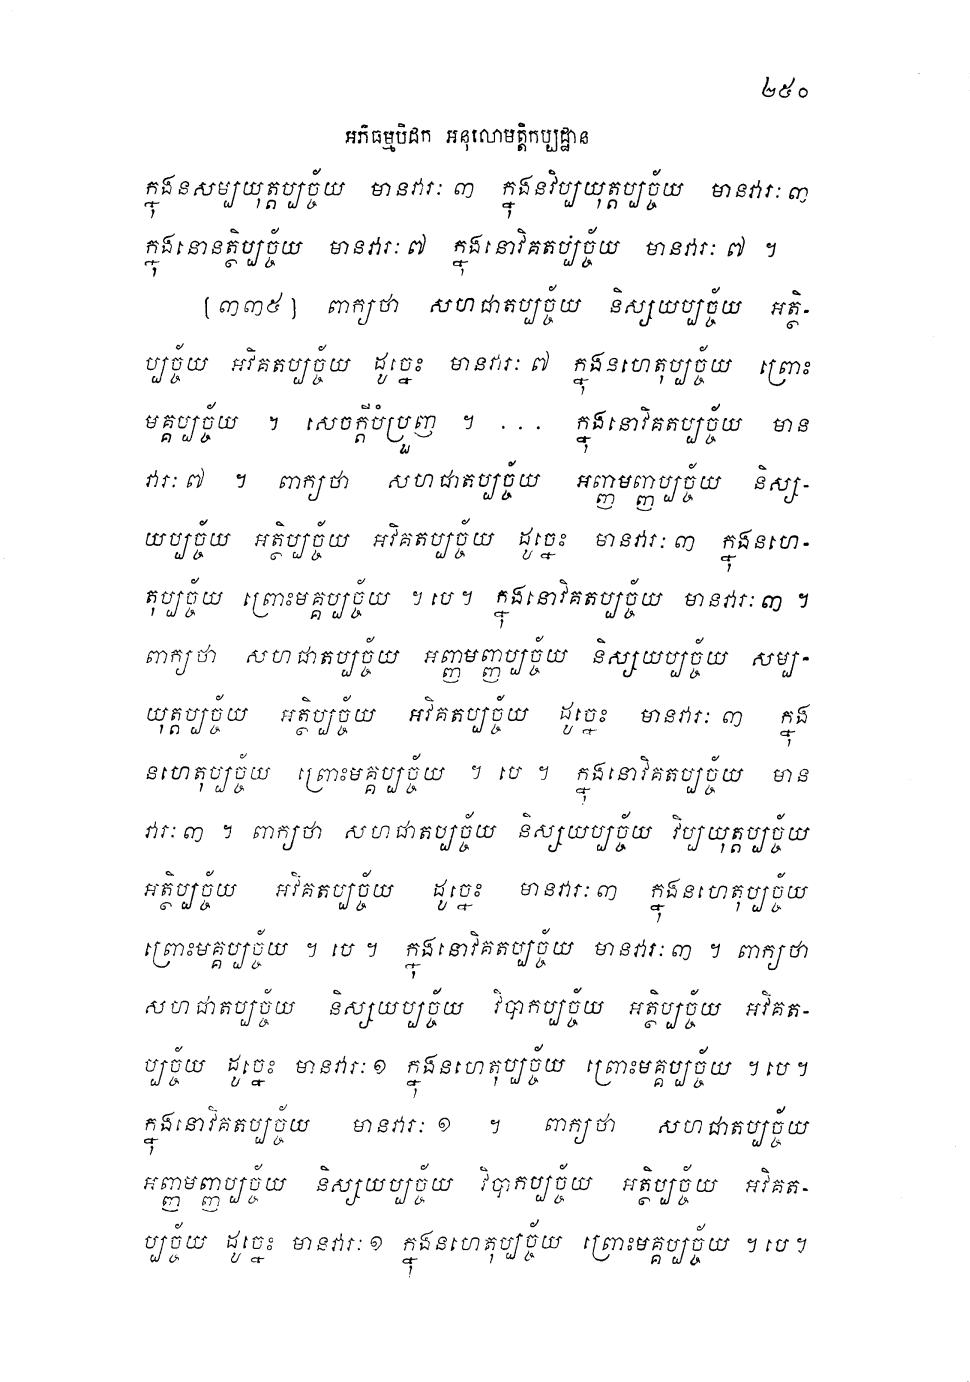 ២៥០
អភិធម្មបិដក អនុលោមត្តិកប្បដ្ឋាន
ក្នុងនសម្បយុត្តប្បច្ច័យ មានវារៈ ៣ ក្នុងនវិប្បយុត្តប្បច្ច័យ មានវារៈ ៣
ក្នុងនោនត្ថិប្បច្ច័យ មានវារៈ ៧ ក្នុងនោវិគតប្បច្ច័យ មានវារៈ ៧ ។
[៣៣៥] ពាក្យថា សហជាតប្បច្ច័យ និស្សយប្បច្ច័យ អត្ថិ-
ប្បច្ច័យ អវិគតប្បច្ច័យ ដូច្នេះ មានវារៈ ៧ ក្នុងនហេតុប្បច្ច័យ ព្រោះ
មគ្គប្បច្ច័យ ។ សេចក្តីបំប្រួញ ។ . . . ក្នុងនោវិគតប្បច្ច័យ មាន
វារៈ ៧ ។ ពាក្យថា សហជាតប្បច្ច័យ អញ្ញមញ្ញប្បច្ច័យ និស្ស-
យប្បច្ច័យ អត្ថិប្បច្ច័យ អវិគតប្បច្ច័យ ដូច្នេះ មានវារៈ ៣ ក្នុងនហេ-
តុប្បច្ច័យ ព្រោះមគ្គប្បច្ច័យ ។ បេ ។ ក្នុងនោវិគតប្បច្ច័យ មានវារៈ ៣ ។
ពាក្យថា សហជាតប្បច្ច័យ អញ្ញមញ្ញប្បច្ច័យ និស្សយប្បច្ច័យ សម្ប-
យុត្តប្បច្ច័យ អត្ថិប្បច្ច័យ អវិគតប្បច្ច័យ ដូច្នេះ មានវារៈ ៣ ក្នុង
នហេតុប្បច្ច័យ ព្រោះមគ្គប្បច្ច័យ ។ បេ ។ ក្នុងនោវិគតប្បច្ច័យ មាន
វារៈ ៣ ។ ពាក្យថា សហជាតប្បច្ច័យ និស្សយប្បច្ច័យ វិប្បយុត្តប្បច្ច័យ
អត្ថិប្បច្ច័យ អវិគតប្បច្ច័យ ដូច្នេះ មានវារៈ ៣ ក្នុងនហេតុប្បច្ច័យ
ព្រោះមគ្គប្បច្ច័យ ។ បេ ។ ក្នុងនោវិគតប្បច្ច័យ មានវារៈ ៣ ។ ពាក្យថា
សហជាតប្បច្ច័យ និស្សយប្បច្ច័យ វិបាកប្បច្ច័យ អត្ថិប្បច្ច័យ អវិគត-
ប្បច្ច័យ ដូច្នេះ មានវារៈ ១ ក្នុងនហេតុប្បច្ច័យ ព្រោះមគ្គប្បច្ច័យ ។ បេ ។
ក្នុងនោវិគតប្បច្ច័យ មានវារៈ ១ ។ ពាក្យថា សហជាតប្បច្ច័យ
អញ្ញមញ្ញប្បច្ច័យ និស្សយប្បច្ច័យ វិបាកប្បច្ច័យ អត្ថិប្បច្ច័យ អវិគត-
ប្បច្ច័យ ដូច្នេះ មានវារៈ ១ ក្នុងនហេតុប្បច្ច័យ ព្រោះមគ្គប្បច្ច័យ ។ បេ ។